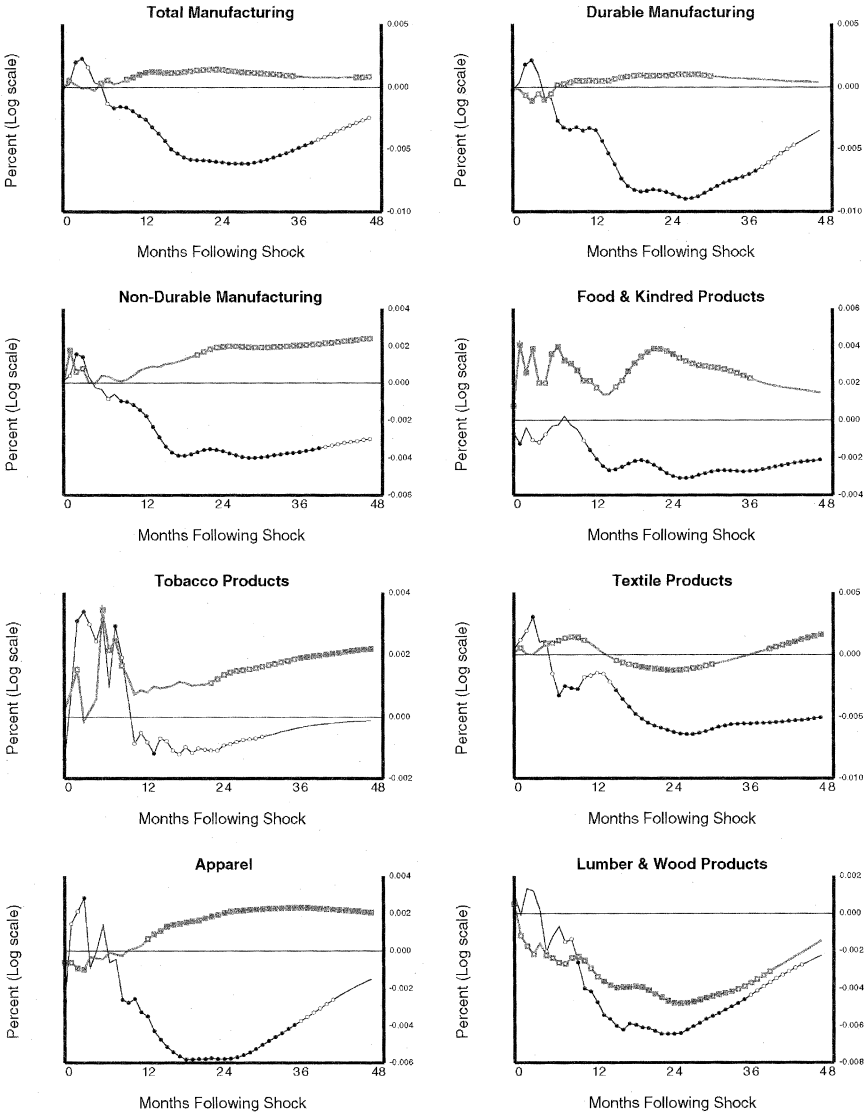 Total Manufacturing
Percent (Log scale)
0.005
0.000
-0.005
-0.010
0 12 24 36 48
Months Following Shock
Durable Manufacturing
Percent (Log scale)
0.005
0.000
-0.005
-0.010
0 12 24 36 48
Months Following Shock
Non-Durable Manufacturing
Percent (Log scale)
0.004
0.002
0.000
-0.002
-0.004
-0.006
0 12 24 36 48
Months Following Shock
Food & Kindred Products
Percent (Log scale)
0.006
0.004
0.002
0.000
-0.002
-0.004
0 12 24 36 48
Months Following Shock
Tobacco Products
Percent (Log scale)
0.004
0.002
0.000
-0.002
0 12 24 36 48
Months Following Shock
Textile Products
Percent (Log scale)
0.005
0.000
-0.005
-0.010
0 12 24 36 48
Months Following Shock
Apparel
Percent (Log scale)
0.004
0.002
0.000
-0.002
-0.004
-0.006
0 12 24 36 48
Months Following Shock
Lumber & Wood Products
Percent (Log scale)
0.002
0.000
-0.002
-0.004
-0.006
-0.008
0 12 24 36 48
Months Following Shock